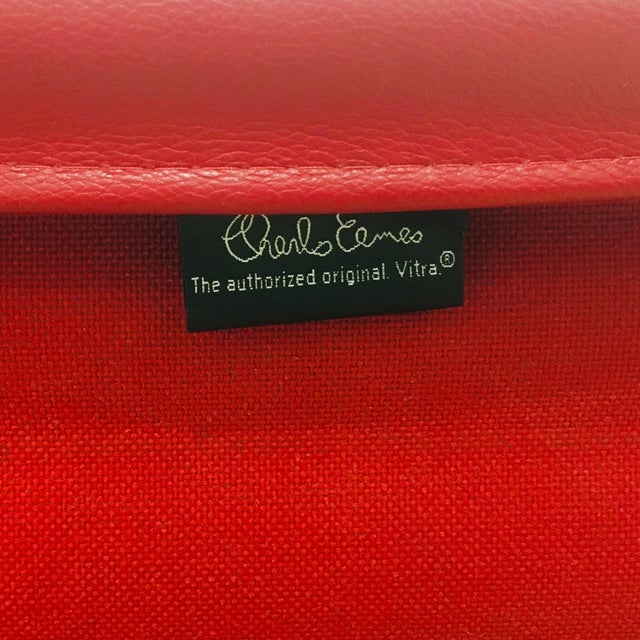 Charles Eames
The authorized original. Vitra.®